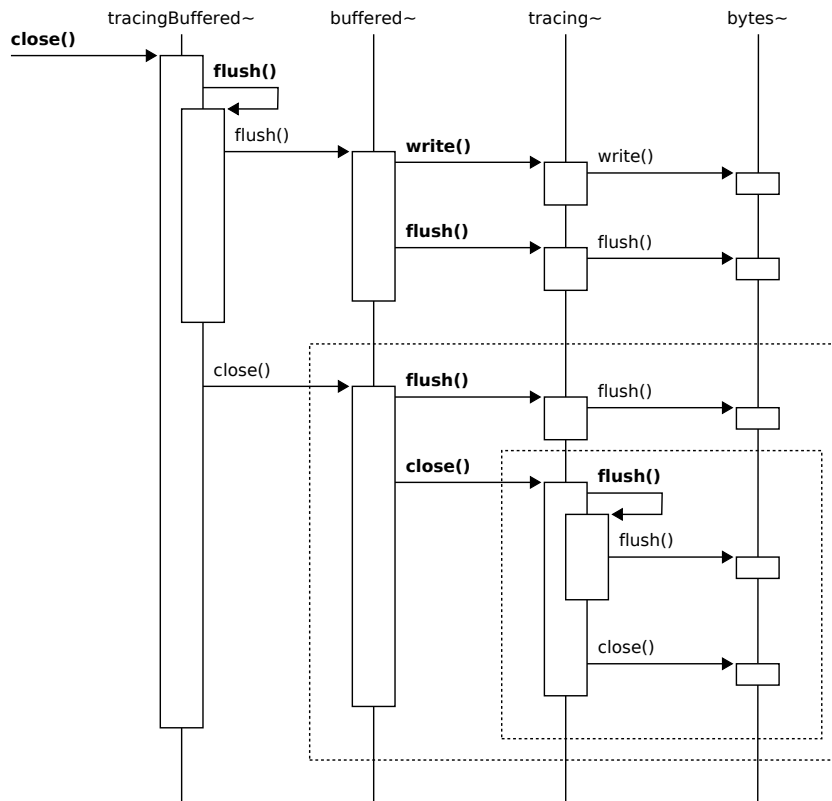 tracingBuffered~ buffered~ tracing~ bytes~
close()
flush()
flush()
write()
write()
flush()
flush()
close()
flush()
flush()
close()
flush()
flush()
close()